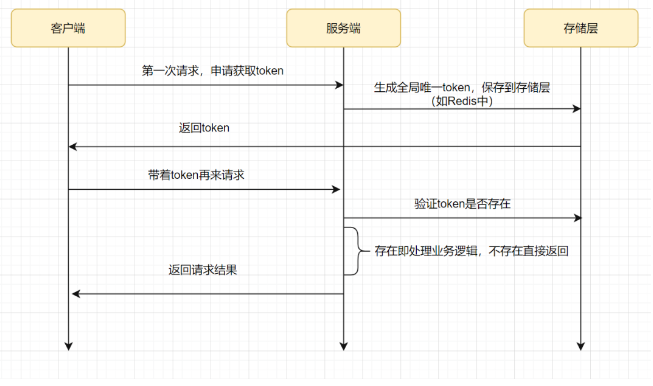 客户端
服务端
存储层
第一次请求，申请获取token
生成全局唯一token，保存到存储层
（如Redis中）
返回token
带着token再来请求
验证token是否存在
存在即处理业务逻辑，不存在直接返回
返回请求结果